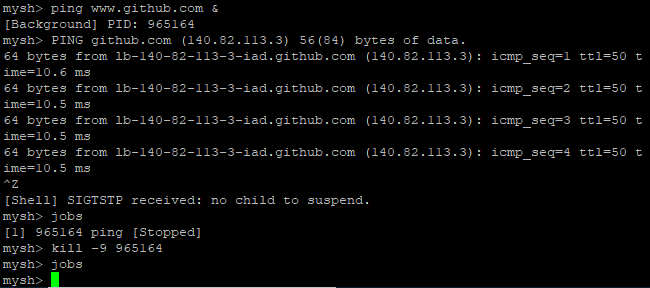 mysh> ping www.github.com &
[Background] PID: 965164
mysh> PING github.com (140.82.113.3) 56(84) bytes of data.
64 bytes from lb-140-82-113-3-iad.github.com (140.82.113.3): icmp_seq=1 ttl=50 t
ime=10.6 ms
64 bytes from lb-140-82-113-3-iad.github.com (140.82.113.3): icmp_seq=2 ttl=50 t
ime=10.5 ms
64 bytes from lb-140-82-113-3-iad.github.com (140.82.113.3): icmp_seq=3 ttl=50 t
ime=10.5 ms
64 bytes from lb-140-82-113-3-iad.github.com (140.82.113.3): icmp_seq=4 ttl=50 t
ime=10.5 ms
^Z
[Shell] SIGTSTP received: no child to suspend.
mysh> jobs
[1] 965164 ping [Stopped]
mysh> kill -9 965164
mysh> jobs
mysh>